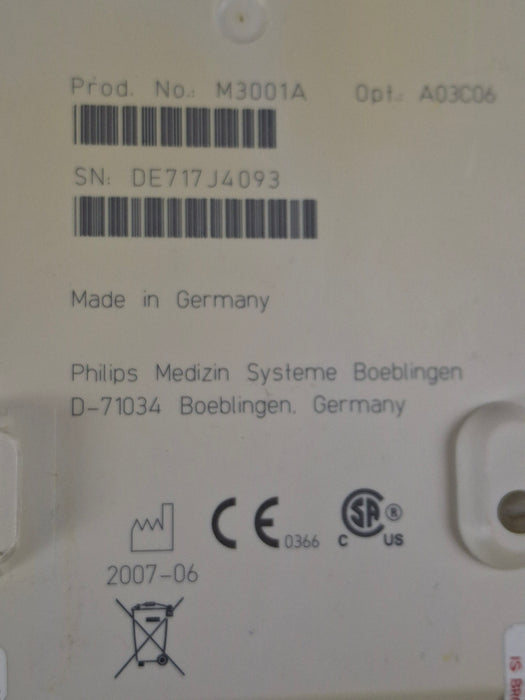 Prod. No.: M3001A Opt.: A03C06
SN: DE717J4093
Made in Germany
Philips Medizin Systeme Boeblingen
D-71034 Boeblingen. Germany
CE 0366
SA ®
C US
2007-06